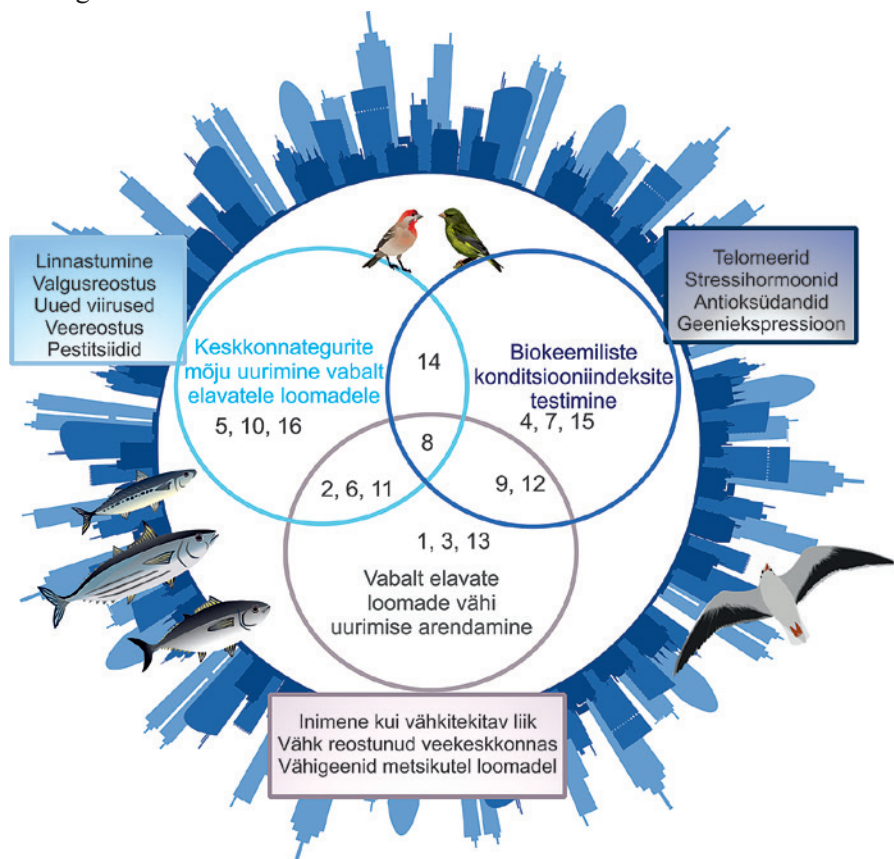 Linnastumine
Valgusreostus
Uued viirused
Veereostus
Pestitsiidid
Telomeerid
Stressihormoonid
Antioksüdandid
Geeniekspressioon
Keskkonnategurite
mõju uurimine vabalt
elavatele loomadele
5, 10, 16
14
Biokeemiliste
konditsiooniindeksite
testimine
4, 7, 15
8
2, 6, 11
9, 12
1, 3, 13
Vabalt elavate
loomade vähi
uurimise arendamine
Inimene kui vähkitekitav liik
Vähk reostunud veekeskkonnas
Vähigeenid metsikutel loomadel